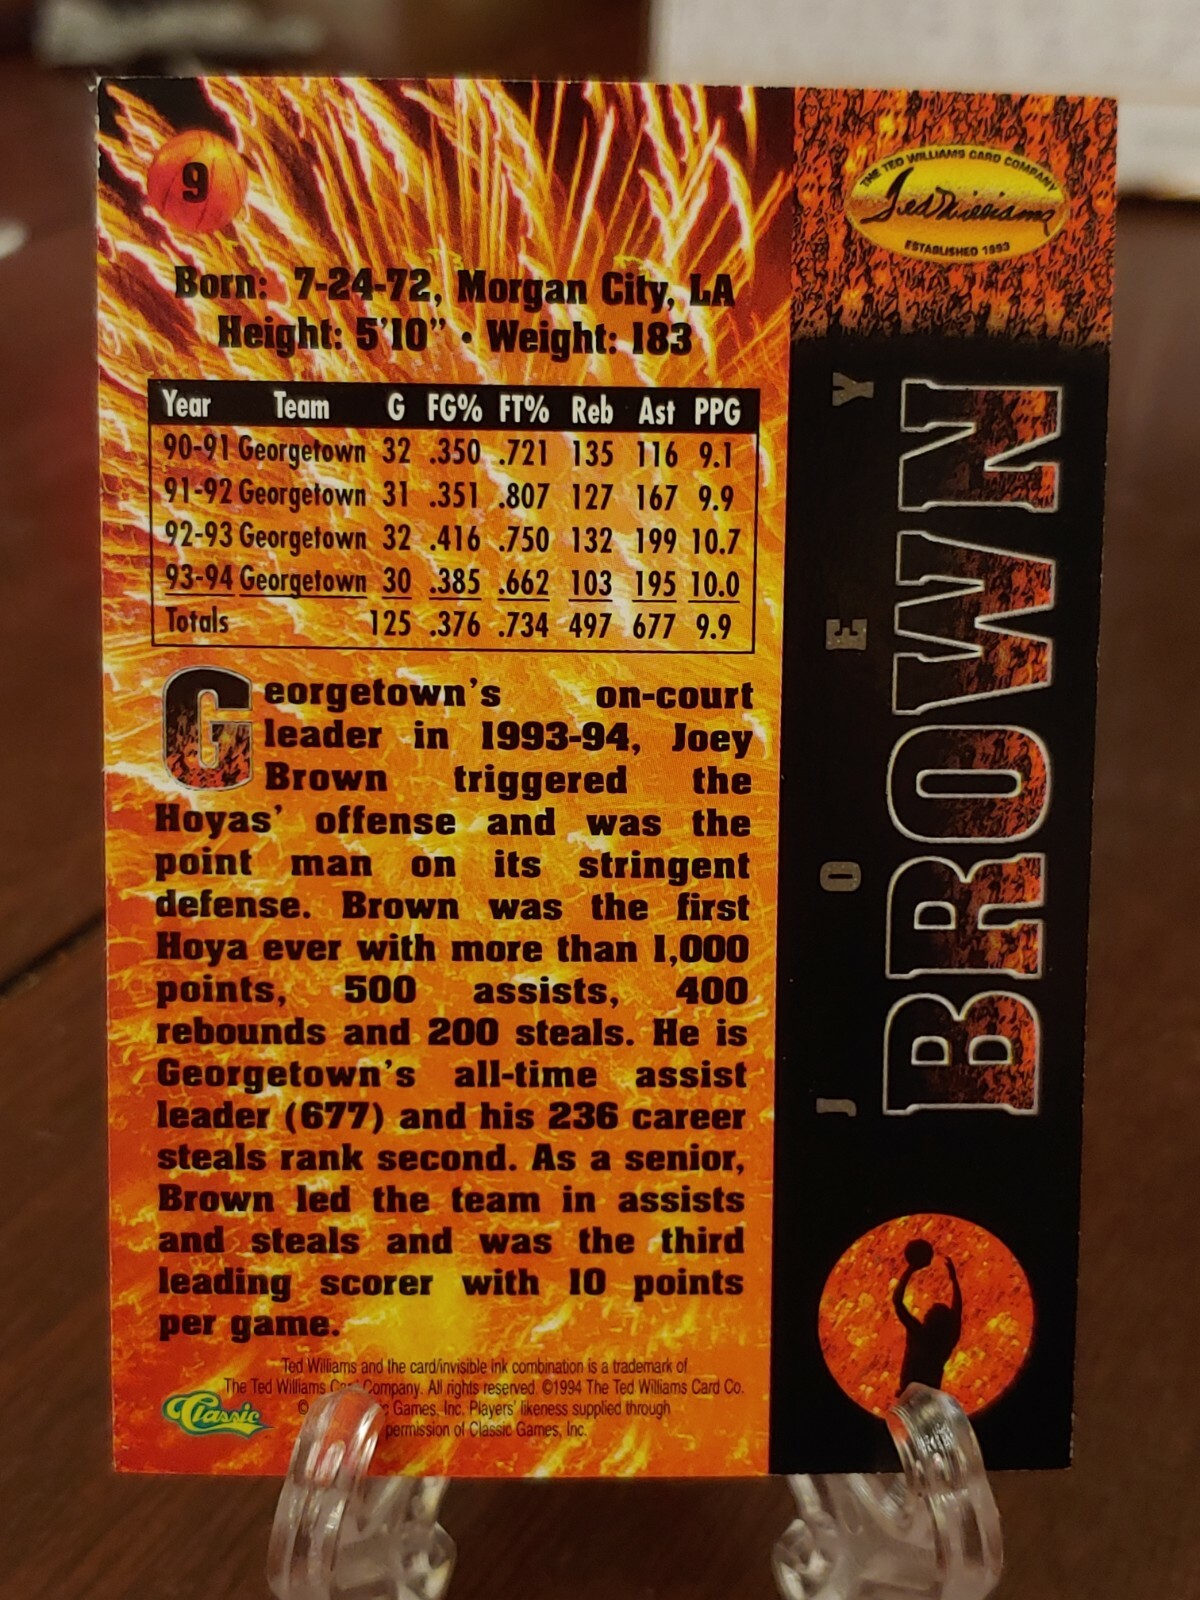 9
THE TED WILLIAMS CARD COMPANY
Ted Williams
ESTABLISHED 1993
Born: 7-24-72, Morgan City, LA
Height: 5'10" • Weight: 183
Year Team G FG% FT% Reb Ast PPG
90-91 Georgetown 32 .350 .721 135 116 9.1
91-92 Georgetown 31 .351 .807 127 167 9.9
92-93 Georgetown 32 .416 .750 132 199 10.7
93-94 Georgetown 30 .385 .662 103 195 10.0
Totals 125 .376 .734 497 677 9.9
Georgetown's on-court
leader in 1993-94, Joey
Brown triggered the
Hoyas' offense and was the
point man on its stringent
defense. Brown was the first
Hoya ever with more than 1,000
points, 500 assists, 400
rebounds and 200 steals. He is
Georgetown's all-time assist
leader (677) and his 236 career
steals rank second. As a senior,
Brown led the team in assists
and steals and was the third
leading scorer with 10 points
per game.
JOEY
BROWN
Classic
Ted Williams and the card/invisible ink combination is a trademark of
The Ted Williams Company. All rights reserved. ©1994 The Ted Williams Card Co.
© Games, Inc. Players' likeness supplied through
permission of Classic Games, Inc.